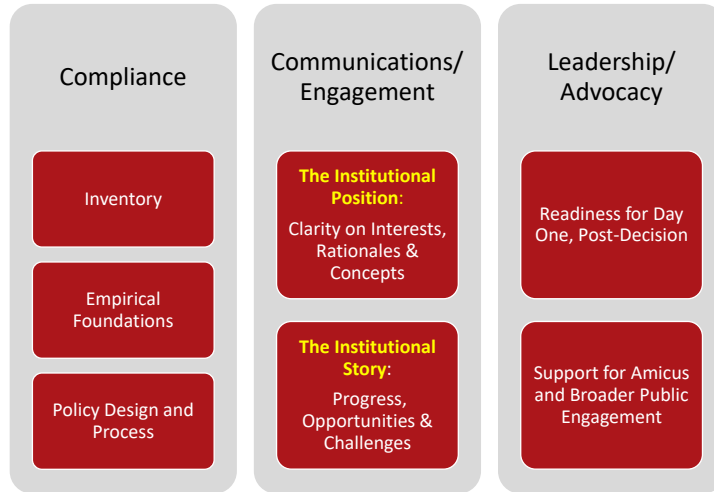 Compliance
Inventory
Empirical
Foundations
Policy Design and
Process
Communications/
Engagement
The Institutional
Position:
Clarity on Interests,
Rationales &
Concepts
The Institutional
Story:
Progress,
Opportunities &
Challenges
Leadership/
Advocacy
Readiness for Day
One, Post-Decision
Support for Amicus
and Broader Public
Engagement